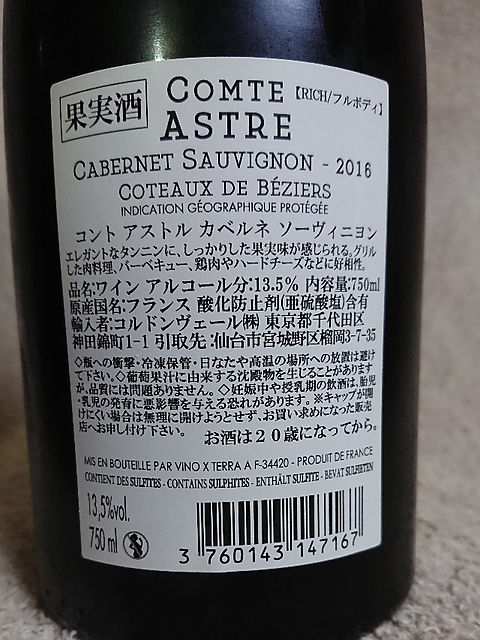 果実酒
COMTE 【RICH/フルボディ】
ASTRE
CABERNET SAUVIGNON - 2016
COTEAUX DE BÉZIERS
INDICATION GÉOGRAPHIQUE PROTÉGÉE
コント アストル カベルネ ソーヴィニヨン
エレガントなタンニンに、しっかりした果実味が感じられる。グリル
した肉料理、バーベキュー、鶏肉やハードチーズなどに好相性。
品名:ワイン アルコール分:13.5% 内容量:750ml
原産国名:フランス 酸化防止剤(亜硫酸塩)含有
輸入者:コルドンヴェール㈱ 東京都千代田区
神田錦町1-1 引取先:仙台市宮城野区榴岡3-7-35
◇瓶への衝撃・冷凍保管・日なたや高温の場所への放置は避け
て下さい。◇葡萄果汁に由来する沈殿物を生じることがあります
が、品質には問題ありません。◇妊娠中や授乳期の飲酒は、胎児
・乳児の発育に悪影響を与える恐れがあります。※キャップが開
けにくい場合は無理に開けようとせず、お買い求めになった販売
店へお申し付け下さい。 お酒は20歳になってから。
MIS EN BOUTEILLE PAR VINO X TERRA A F-34420 - PRODUIT DE FRANCE
CONTIENT DES SULFITES - CONTAINS SULPHITES - ENTHÄLT SULFITE - BEVAT SULFIETEN
13,5%vol.
750 ml
3 760143 147167